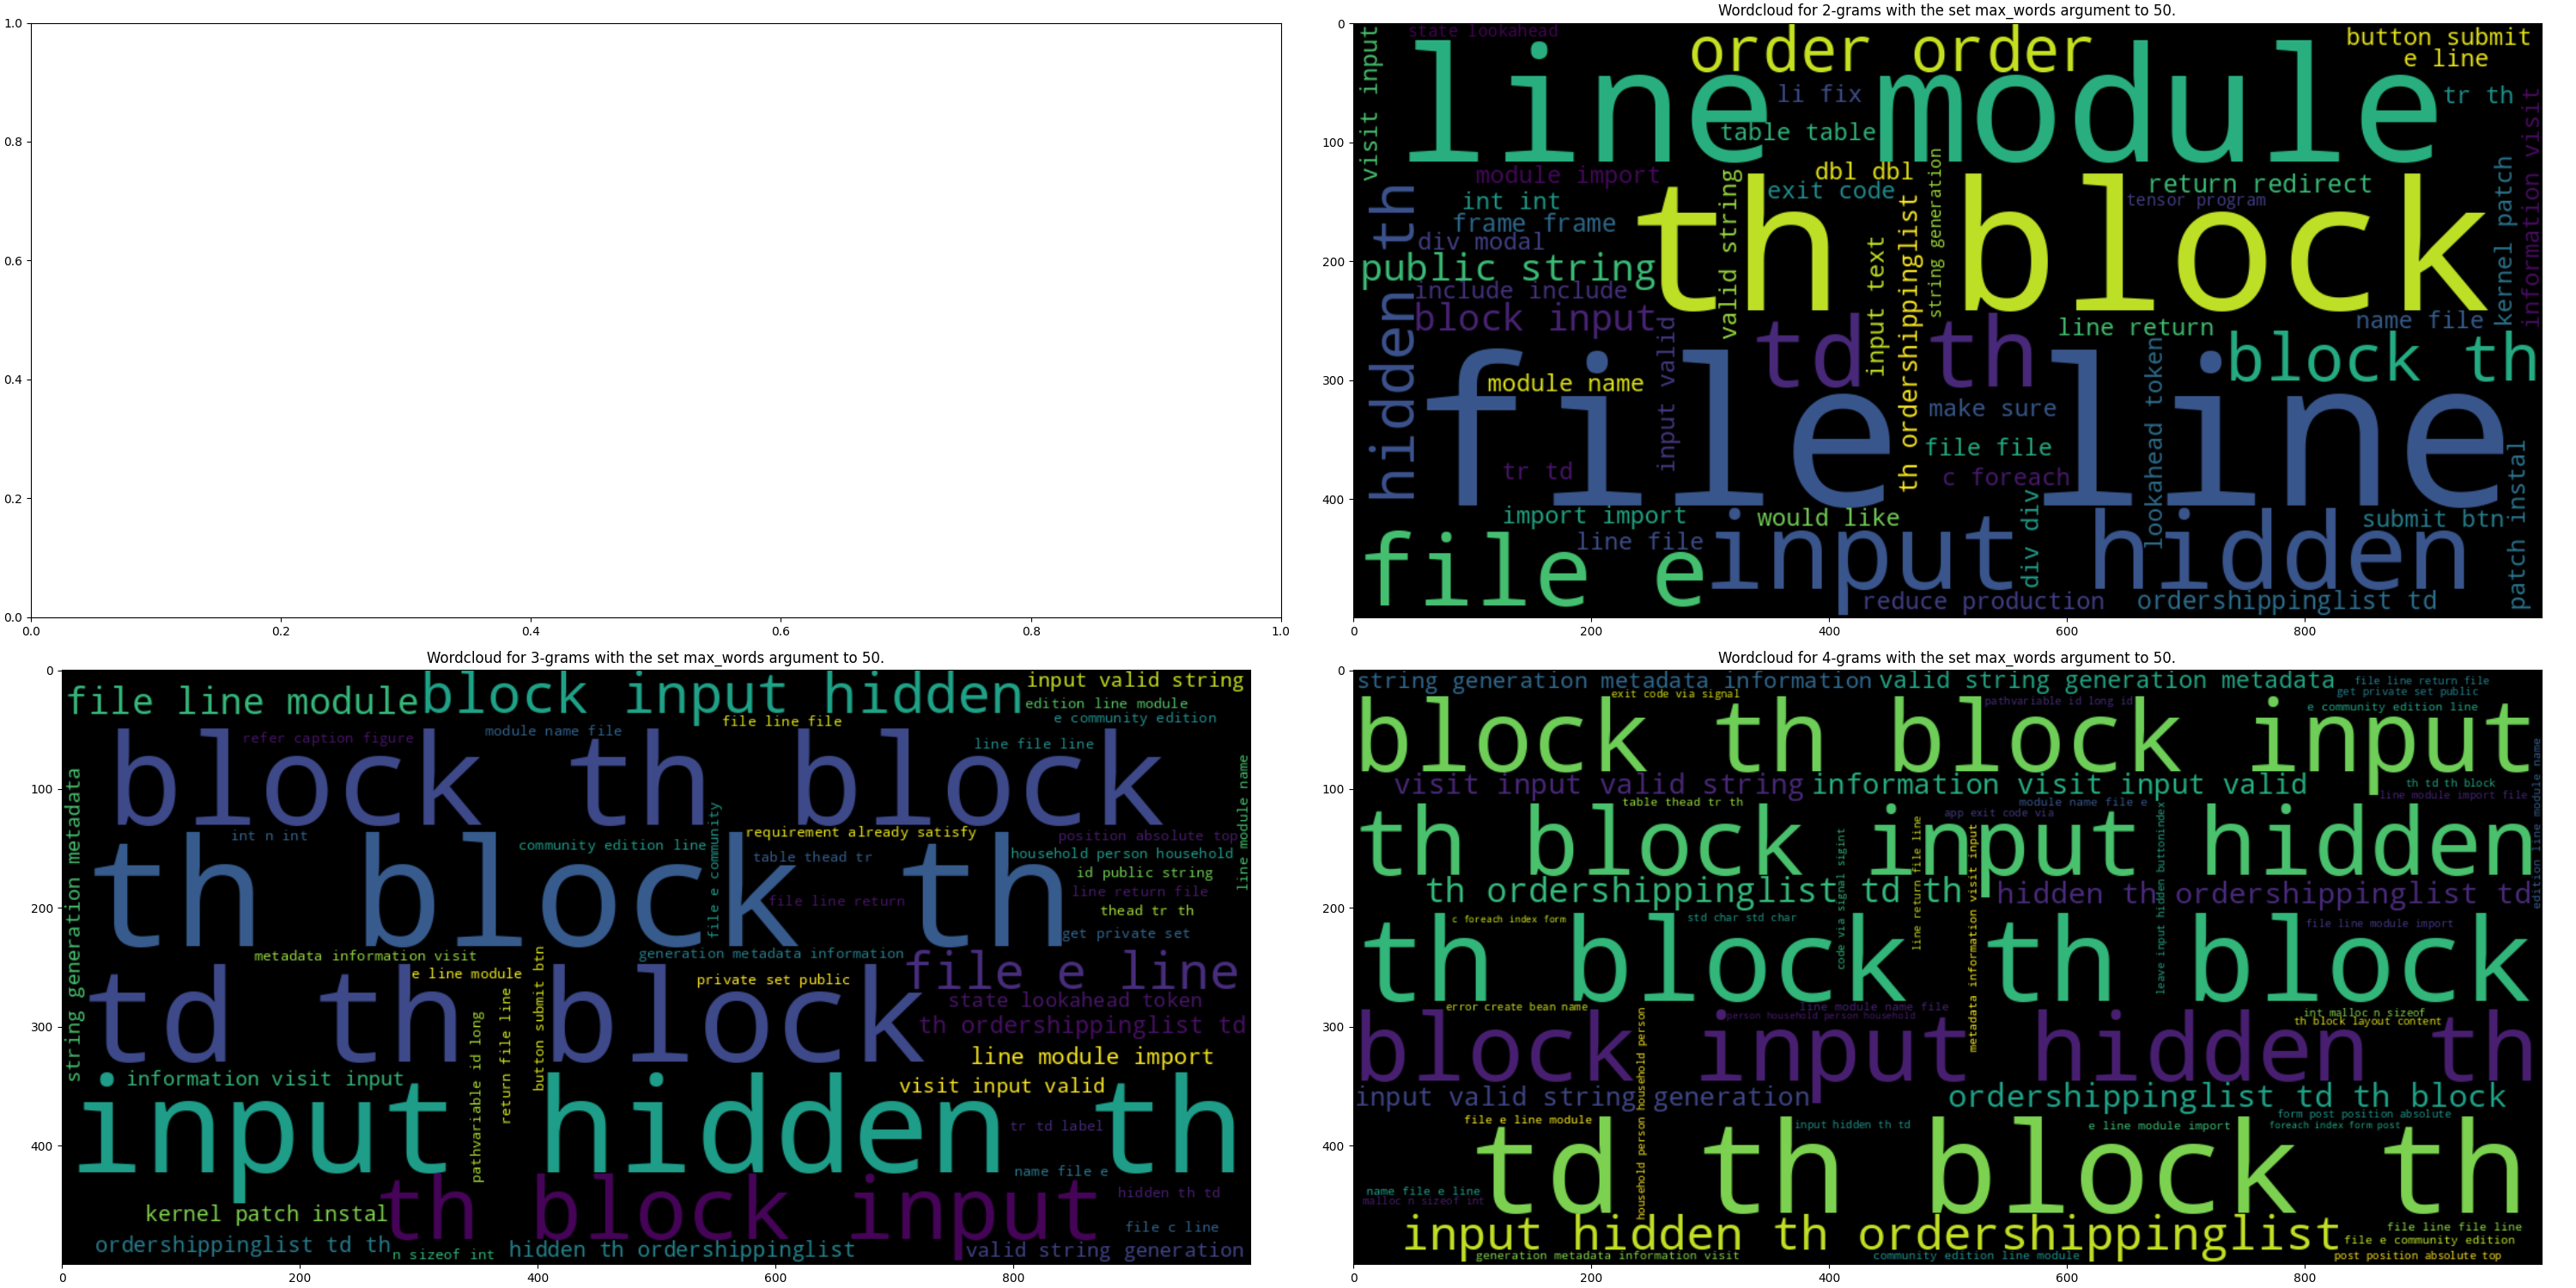 1.0
0.8
0.6
0.4
0.2
0.0
0.0 0.2 0.4 0.6 0.8 1.0
Wordcloud for 2-grams with the set max_words argument to 50.
0
100
200
300
400
state lookahead
visit input
order order
button submit
e line
line module
li fix
tr th
table table
information visit
module import
dbl dbl
exit code
return redirect
int int
tensor program
frame frame
div modal
valid string
string generation
kernel patch
th block
public string
hidden th
include include
block input
th ordershippinglist
input text
line return
name file
td th
block th
module name
input valid
file line
make sure
lookahead token
file file
tr td
c foreach
import import
would like
submit btn
patch instal
line file
div div
file e
input hidden
reduce production
ordershippinglist td
0 200 400 600 800
Wordcloud for 3-grams with the set max_words argument to 50.
0
100
200
300
400
file line module
block input hidden
input valid string
edition line module
e community edition
file line file
module name file
refer caption figure
line file line
block th block
line module name
string generation metadata
int n int
requirement already satisfy
position absolute top
community edition line
table thead tr
household person household
id public string
file e community
th block th
line return file
file line return
thead tr th
get private set
metadata information visit
generation metadata information
e line module
private set public
file e line
state lookahead token
td th block
th ordershippinglist td
button submit btn
return file line
pathvariable id long
line module import
information visit input
visit input valid
input hidden th
tr td label
name file e
hidden th td
th block input
kernel patch instal
file c line
ordershippinglist td th
n sizeof int
hidden th ordershippinglist
valid string generation
0 200 400 600 800
Wordcloud for 4-grams with the set max_words argument to 50.
0
100
200
300
400
string generation metadata information
valid string generation metadata
file line return file
get private set public
exit code via signal
pathvariable id long id
e community edition line
block th block input
visit input valid string
information visit input valid
th td th block
line module import file
table thead tr th
module name file e
app exit code via
edition line module name
th block input hidden
th ordershippinglist td th
hidden th ordershippinglist td
c foreach index form
std char std char
code via signal sigint
line return file line
metadata information visit input
leave input hidden buttonindex
file line module import
th block th block
error create bean name
line module name file
person household person household
int malloc n sizeof
th block layout content
block input hidden th
household person household person
input valid string generation
ordershippinglist td th block
form post position absolute
file e line module
input hidden th td
e line module import
foreach index form post
td th block th
name file e line
malloc n sizeof int
input hidden th ordershippinglist
file line file line
file e community edition
generation metadata information visit
community edition line module
post position absolute top
0 200 400 600 800